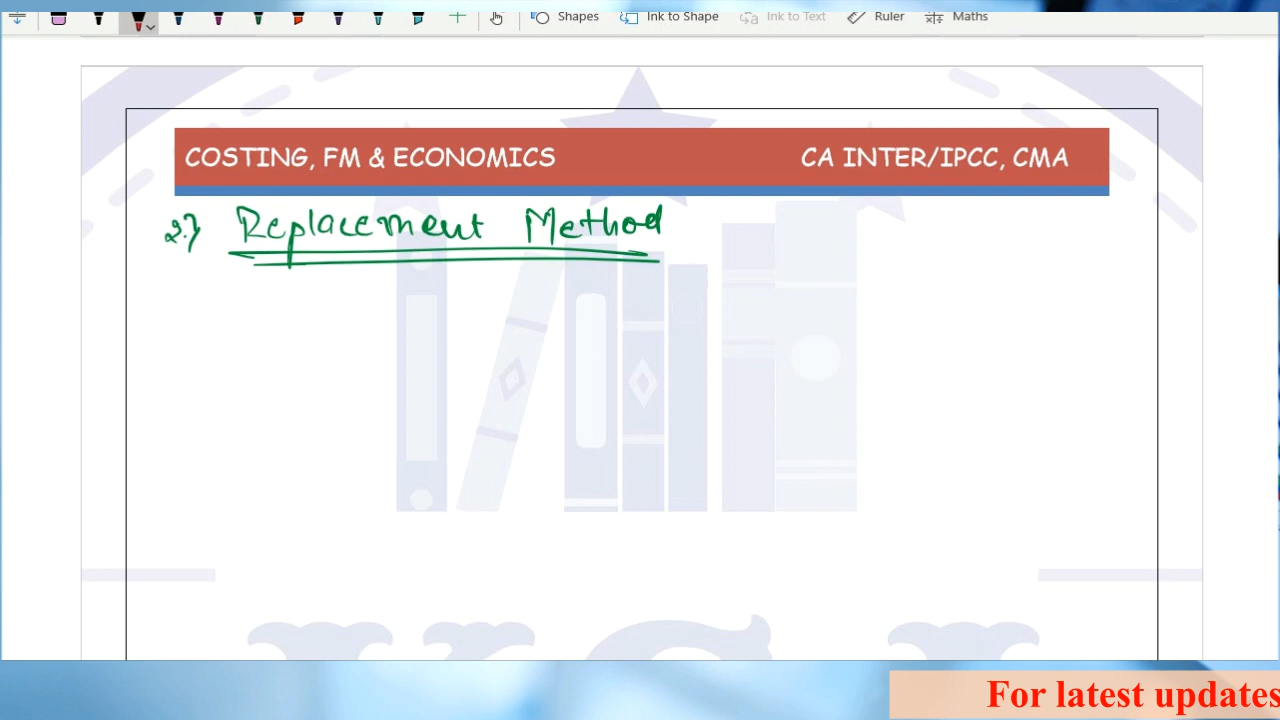 Shapes Ink to Shape Ink to Text Ruler Maths
COSTING, FM & ECONOMICS CA INTER/IPCC, CMA
2.) Replacement Method
For latest updates